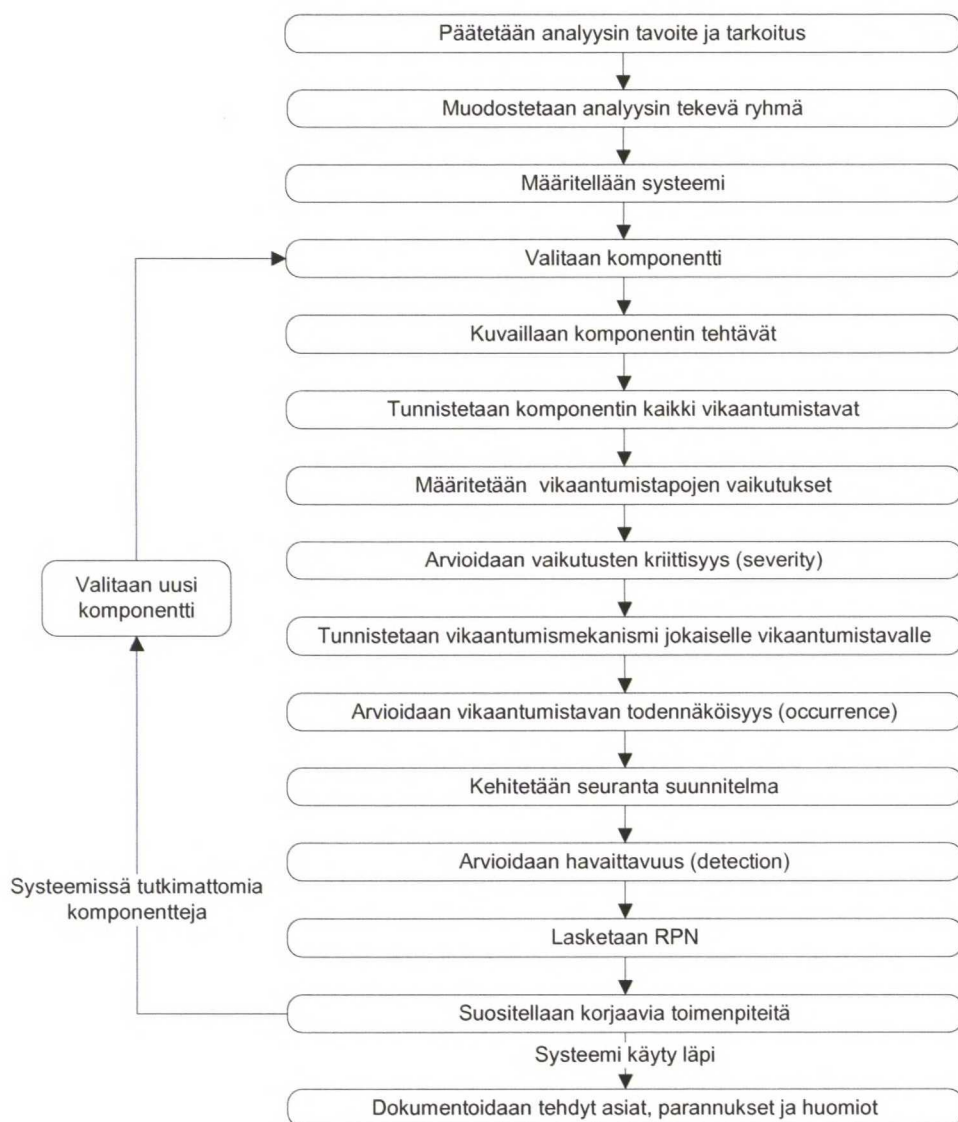 Päätetään analyysin tavoite ja tarkoitus
Muodostetaan analyysin tekevä ryhmä
Määritellään systeemi
Valitaan komponentti
Kuvaillaan komponentin tehtävät
Tunnistetaan komponentin kaikki vikaantumistavat
Määritetään vikaantumistapojen vaikutukset
Arvioidaan vaikutusten kriittisyys (severity)
Valitaan uusi
komponentti
Tunnistetaan vikaantumismekanismi jokaiselle vikaantumistavalle
Arvioidaan vikaantumistavan todennäköisyys (occurrence)
Kehitetään seuranta suunnitelma
Arvioidaan havaittavuus (detection)
Systeemissä tutkimattomia
komponentteja
Lasketaan RPN
Suositellaan korjaavia toimenpiteitä
Systeemi käyty läpi
Dokumentoidaan tehdyt asiat, parannukset ja huomiot